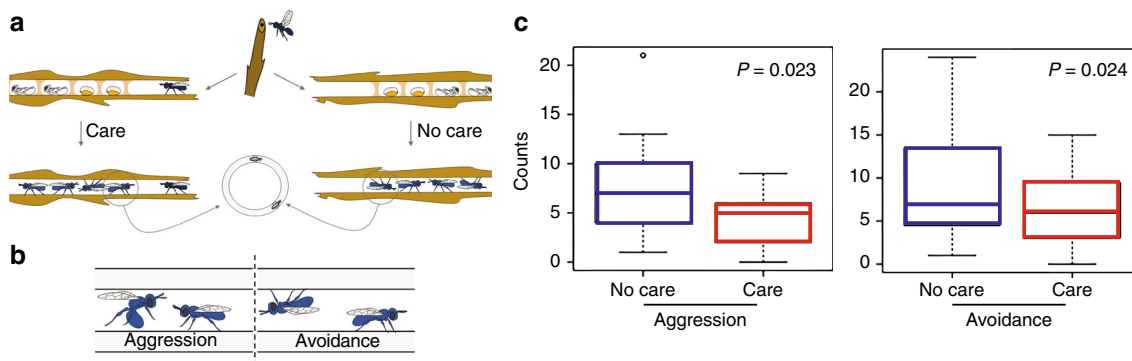 a
Care
No care
b
Aggression
Avoidance
c
Counts
20
15
10
5
0
P = 0.023
No care
Care
Aggression
20
15
10
5
0
P = 0.024
No care
Care
Avoidance